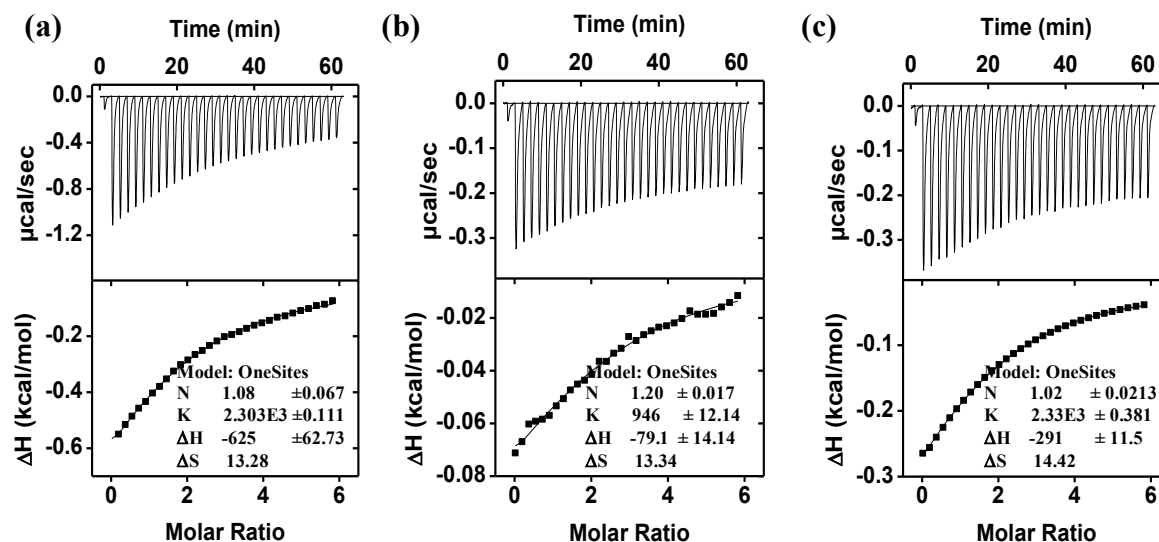 (a)
Time (min)
0 20 40 60
0.0
-0.4
-0.8
-1.2
µcal/sec
-0.2
-0.4
-0.6
ΔH (kcal/mol)
Model: OneSites
N 1.08 ±0.067
K 2.303E3 ±0.111
ΔH -625 ±62.73
ΔS 13.28
0 2 4 6
Molar Ratio
(b)
Time (min)
0 20 40 60
0.0
-0.1
-0.2
-0.3
µcal/sec
-0.02
-0.04
-0.06
-0.08
ΔH (kcal/mol)
Model: OneSites
N 1.20 ± 0.017
K 946 ± 12.14
ΔH -79.1 ± 14.14
ΔS 13.34
0 2 4 6
Molar Ratio
(c)
Time (min)
0 20 40 60
0.0
-0.1
-0.2
-0.3
µcal/sec
-0.1
-0.2
-0.3
ΔH (kcal/mol)
Model: OneSites
N 1.02 ± 0.0213
K 2.33E3 ± 0.381
ΔH -291 ± 11.5
ΔS 14.42
0 2 4 6
Molar Ratio